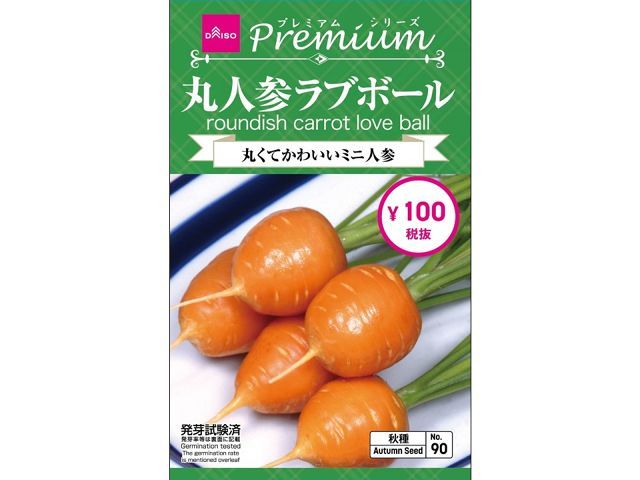 DAISO
プレミアム シリーズ
Premium
丸人参ラブボール
roundish carrot love ball
丸くてかわいいミニ人参
¥100
税抜
発芽試験済
発芽率等は裏面に記載
Germination tested
The germination rate
is mentioned overleaf
秋種
Autumn Seed
No.
90